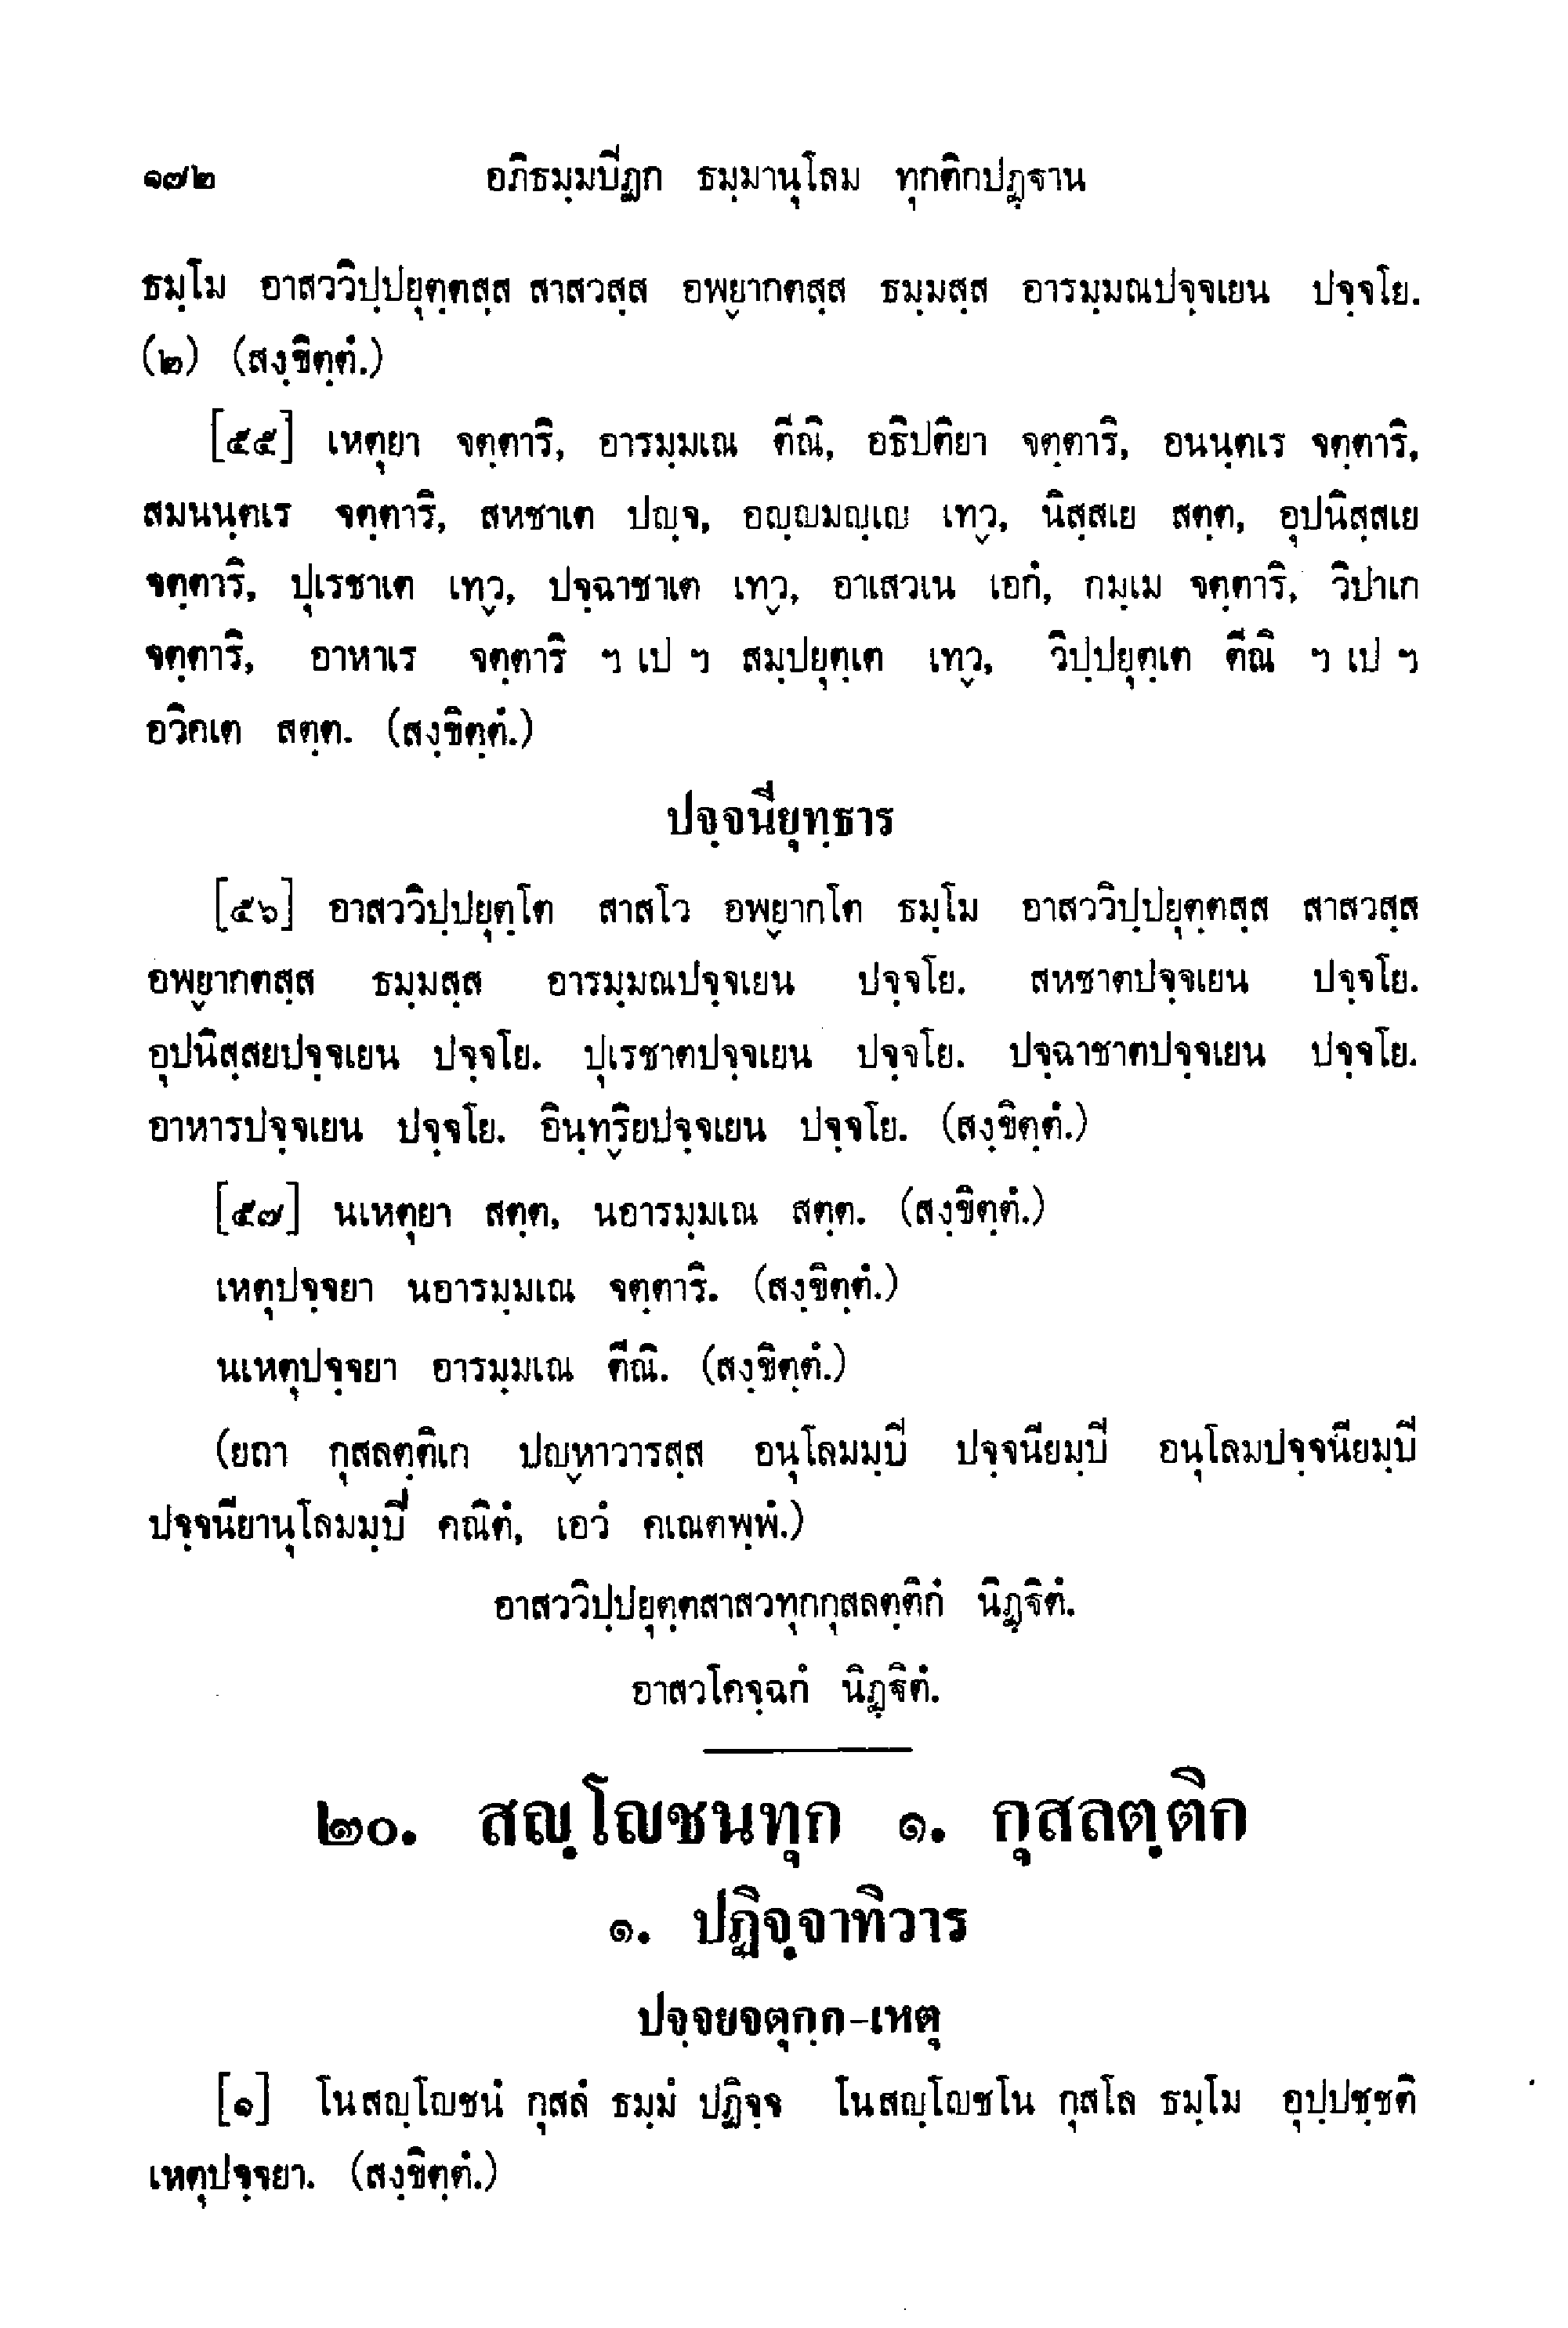 ๑๗๒ อภิธมฺมปิฏก ธมฺมานุโลม ทุกติกปฏฺฐาน
ธมฺโม อาสววิปฺปยุตฺตสฺส สาสวสฺส อพฺยากตสฺส ธมฺมสฺส อารมฺมณปจฺจเยน ปจฺจโย.
(๒) (สงฺขิตฺตํ.)
[๕๕] เหตุยา จตฺตาริ, อารมฺมเณ ตีณิ, อธิปติยา จตฺตาริ, อนนฺตเร จตฺตาริ,
สมนนฺตเร จตฺตาริ, สหชาเต ปญฺจ, อญฺญมญฺเญ เทฺว, นิสฺสเย สตฺต, อุปนิสฺสเย
จตฺตาริ, ปุเรชาเต เทฺว, ปจฺฉาชาเต เทฺว, อาเสวเน เอกํ, กมฺเม จตฺตาริ, วิปาเก
จตฺตาริ, อาหาเร จตฺตาริ ฯ เป ฯ สมฺปยุตฺเต เทฺว, วิปฺปยุตฺเต ตีณิ ฯ เป ฯ
อวิคเต สตฺต. (สงฺขิตฺตํ.)
ปจฺจนียุทฺธาร
[๕๖] อาสววิปฺปยุตฺโต สาสโว อพฺยากโต ธมฺโม อาสววิปฺปยุตฺตสฺส สาสวสฺส
อพฺยากตสฺส ธมฺมสฺส อารมฺมณปจฺจเยน ปจฺจโย. สหชาตปจฺจเยน ปจฺจโย.
อุปนิสฺสยปจฺจเยน ปจฺจโย. ปุเรชาตปจฺจเยน ปจฺจโย. ปจฺฉาชาตปจฺจเยน ปจฺจโย.
อาหารปจฺจเยน ปจฺจโย. อินฺทฺริยปจฺจเยน ปจฺจโย. (สงฺขิตฺตํ.)
[๕๗] นเหตุยา สตฺต, นอารมฺมเณ สตฺต. (สงฺขิตฺตํ.)
เหตุปจฺจยา นอารมฺมเณ จตฺตาริ. (สงฺขิตฺตํ.)
นเหตุปจฺจยา อารมฺมเณ ตีณิ. (สงฺขิตฺตํ.)
(ยถา กุสลตฺติเก ปญฺหาวารสฺส อนุโลมมฺปิ ปจฺจนียมฺปิ อนุโลมปจฺจนียมฺปิ
ปจฺจนียานุโลมมฺปิ คณิตํ, เอวํ คเณตพฺพํ.)
อาสววิปฺปยุตฺตสาสวทุกกุสลตฺติกํ นิฏฺฐิตํ.
อาสวโคจฺฉกํ นิฏฺฐิตํ.
๒๐. สญฺโญชนทุก ๑. กุสลตฺติก
๑. ปฏิจฺจาทิวาร
ปจฺจยจตุกฺก-เหตุ
[๑] โนสญฺโญชนํ กุสลํ ธมฺมํ ปฏิจฺจ โนสญฺโญชโน กุสโล ธมฺโม อุปฺปชฺชติ
เหตุปจฺจยา. (สงฺขิตฺตํ.)